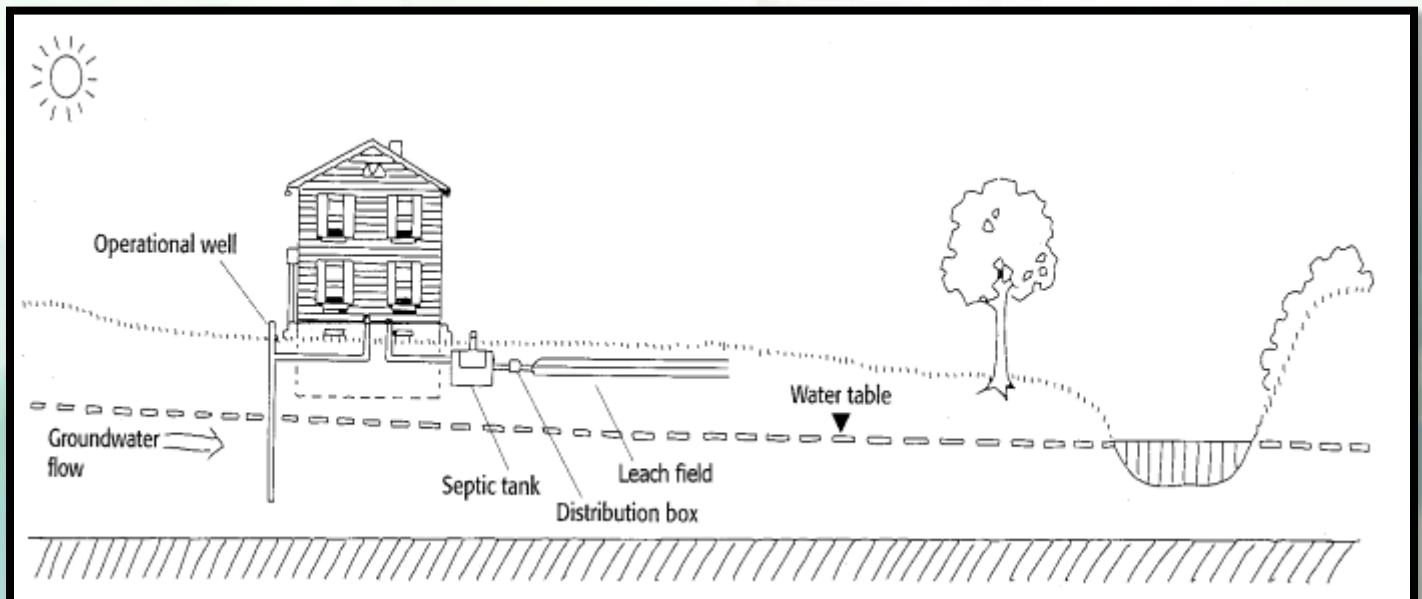 Operational well
Water table
Groundwater
flow
Leach field
Septic tank
Distribution box